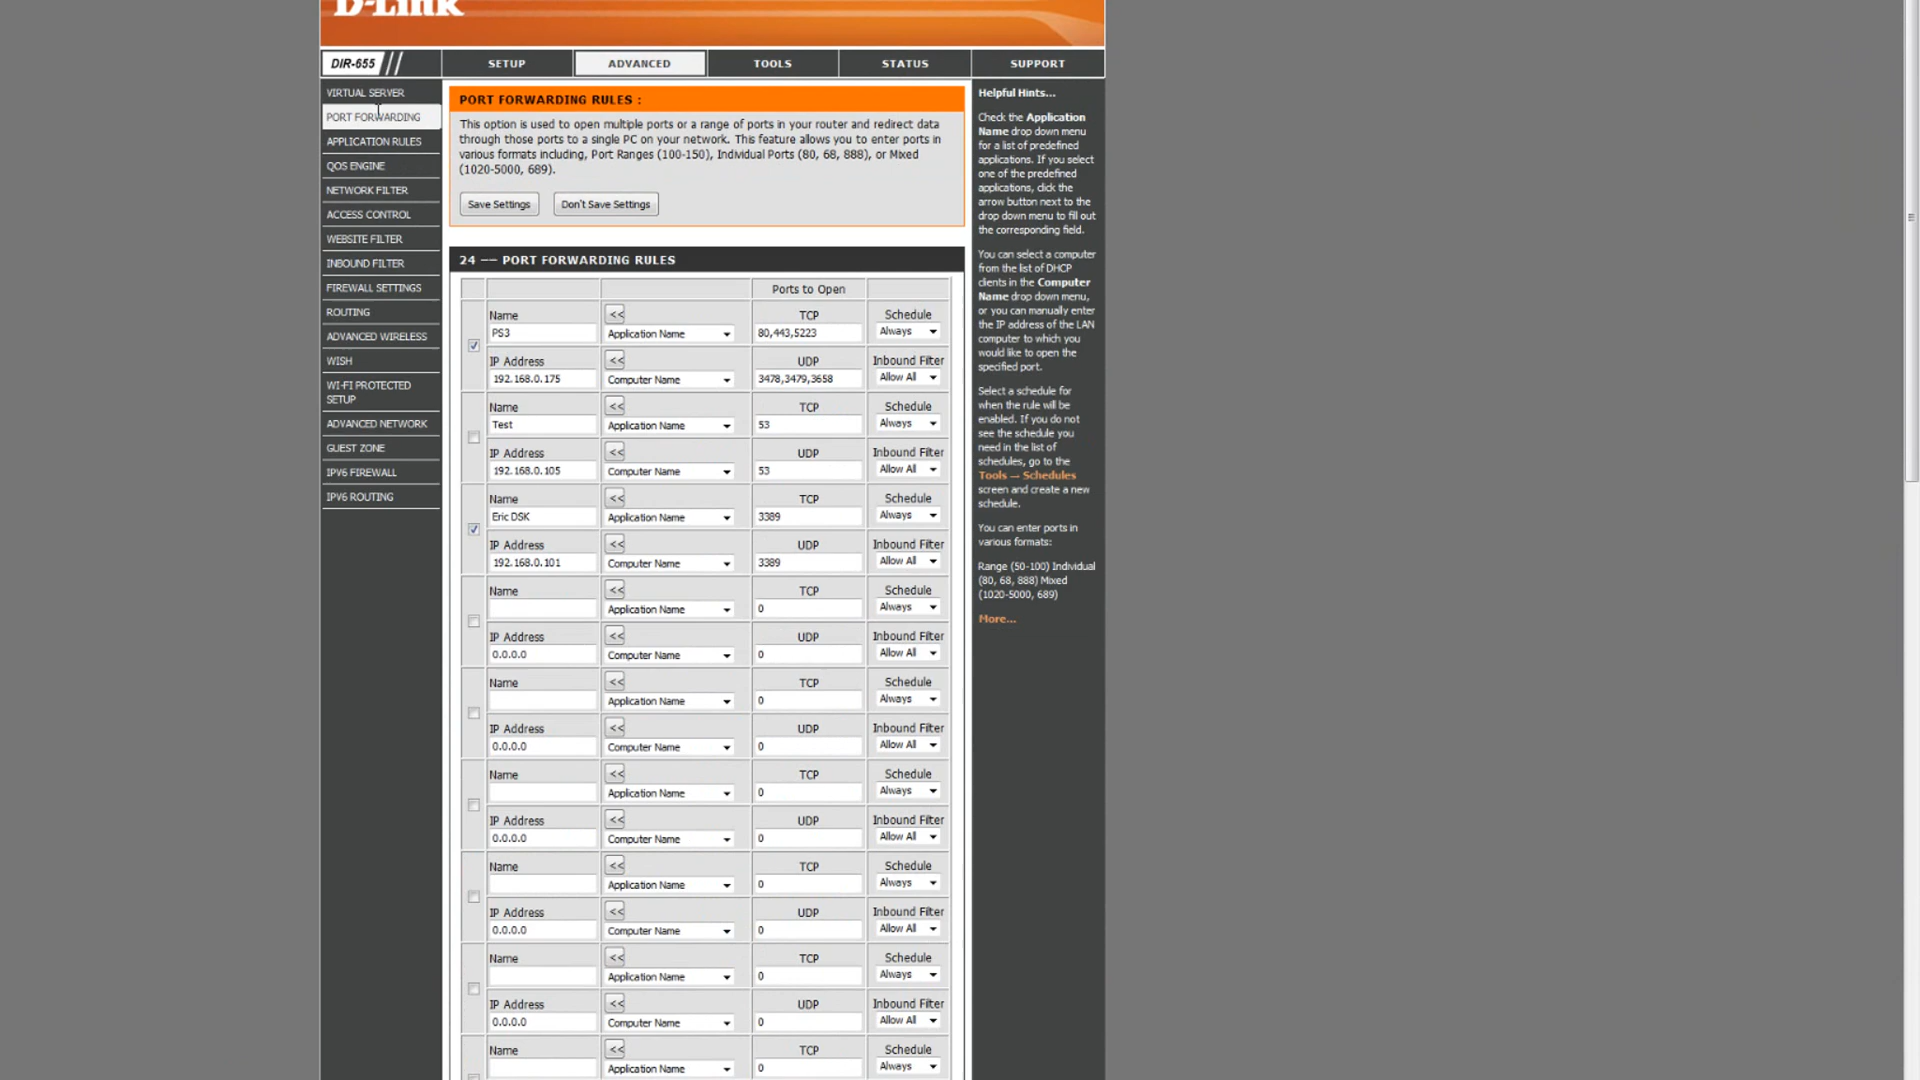 D-Link
DIR-655 //
SETUP
ADVANCED
TOOLS
STATUS
SUPPORT
VIRTUAL SERVER
PORT FORWARDING
APPLICATION RULES
QOS ENGINE
NETWORK FILTER
ACCESS CONTROL
WEBSITE FILTER
INBOUND FILTER
FIREWALL SETTINGS
ROUTING
ADVANCED WIRELESS
WISH
WI-FI PROTECTED
SETUP
ADVANCED NETWORK
GUEST ZONE
IPV6 FIREWALL
IPV6 ROUTING
PORT FORWARDING RULES :
This option is used to open multiple ports or a range of ports in your router and redirect data
through those ports to a single PC on your network. This feature allows you to enter ports in
various formats including, Port Ranges (100-150), Individual Ports (80, 68, 888), or Mixed
(1020-5000, 689).
Save Settings Don't Save Settings
24 -- PORT FORWARDING RULES
Ports to Open
Name << TCP Schedule
PS3 Application Name 80,443,5223 Always
IP Address << UDP Inbound Filter
192.168.0.175 Computer Name 3478,3479,3658 Allow All
Name << TCP Schedule
Test Application Name 53 Always
IP Address << UDP Inbound Filter
192.168.0.105 Computer Name 53 Allow All
Name << TCP Schedule
Eric DSK Application Name 3389 Always
IP Address << UDP Inbound Filter
192.168.0.101 Computer Name 3389 Allow All
Name << TCP Schedule
Application Name 0 Always
IP Address << UDP Inbound Filter
0.0.0.0 Computer Name 0 Allow All
Name << TCP Schedule
Application Name 0 Always
IP Address << UDP Inbound Filter
0.0.0.0 Computer Name 0 Allow All
Name << TCP Schedule
Application Name 0 Always
IP Address << UDP Inbound Filter
0.0.0.0 Computer Name 0 Allow All
Name << TCP Schedule
Application Name 0 Always
IP Address << UDP Inbound Filter
0.0.0.0 Computer Name 0 Allow All
Name << TCP Schedule
Application Name 0 Always
IP Address << UDP Inbound Filter
0.0.0.0 Computer Name 0 Allow All
Name << TCP Schedule
Application Name 0 Always
Helpful Hints...
Check the Application
Name drop down menu
for a list of predefined
applications. If you select
one of the predefined
applications, click the
arrow button next to the
drop down menu to fill out
the corresponding field.
You can select a computer
from the list of DHCP
clients in the Computer
Name drop down menu,
or you can manually enter
the IP address of the LAN
computer to which you
would like to open the
specified port.
Select a schedule for
when the rule will be
enabled. If you do not
see the schedule you
need in the list of
schedules, go to the
Tools -- Schedules
screen and create a new
schedule.
You can enter ports in
various formats:
Range (50-100) Individual
(80, 68, 888) Mixed
(1020-5000, 689)
More...